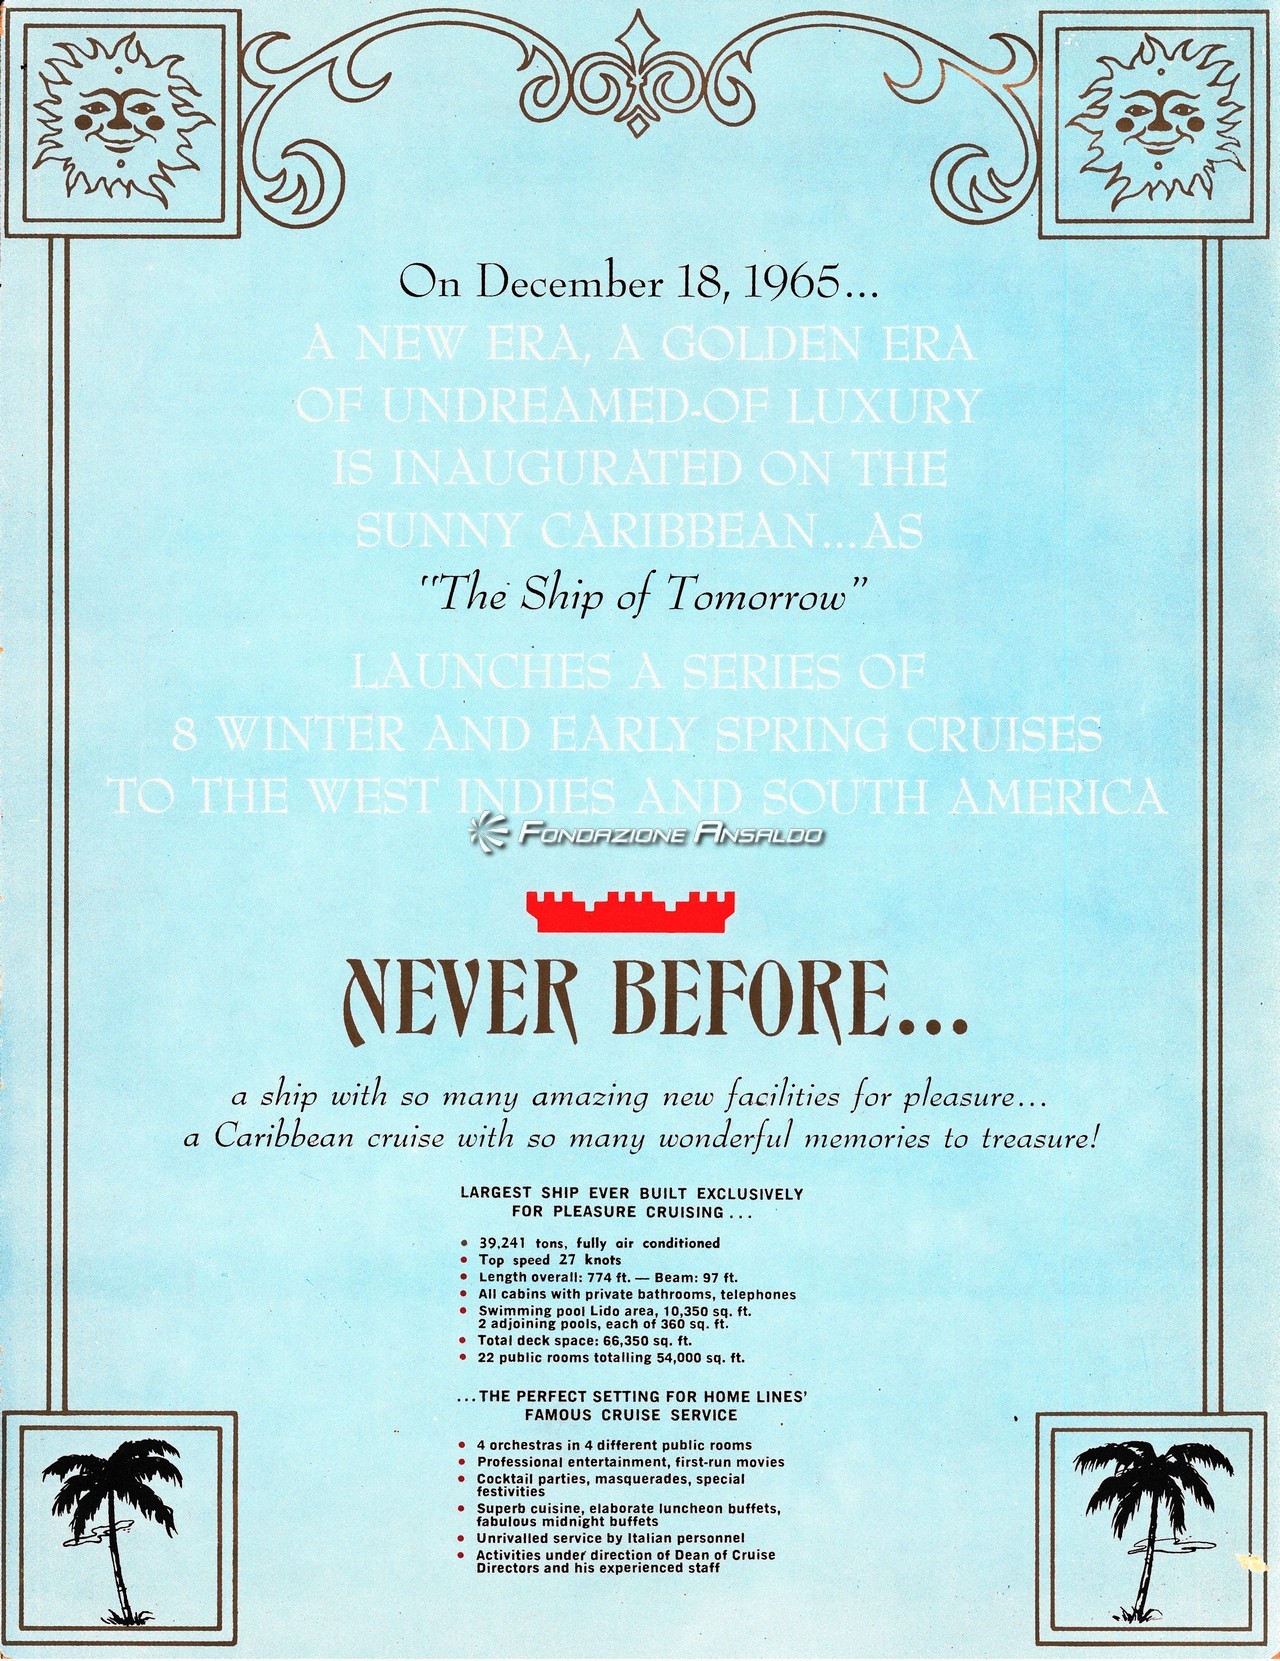 On December 18, 1965...
A NEW ERA, A GOLDEN ERA
OF UNDREAMED-OF LUXURY
IS INAUGURATED ON THE
SUNNY CARIBBEAN...AS
"The Ship of Tomorrow"
LAUNCHES A SERIES OF
8 WINTER AND EARLY SPRING CRUISES
TO THE WEST INDIES AND SOUTH AMERICA
FONDAZIONE ANSALDO
NEVER BEFORE...
a ship with so many amazing new facilities for pleasure...
a Caribbean cruise with so many wonderful memories to treasure!
LARGEST SHIP EVER BUILT EXCLUSIVELY
FOR PLEASURE CRUISING...
• 39,241 tons, fully air conditioned
• Top speed 27 knots
• Length overall: 774 ft. — Beam: 97 ft.
• All cabins with private bathrooms, telephones
• Swimming pool Lido area, 10,350 sq. ft.
2 adjoining pools, each of 360 sq. ft.
• Total deck space: 66,350 sq. ft.
• 22 public rooms totalling 54,000 sq. ft.
...THE PERFECT SETTING FOR HOME LINES'
FAMOUS CRUISE SERVICE
• 4 orchestras in 4 different public rooms
• Professional entertainment, first-run movies
• Cocktail parties, masquerades, special
festivities
• Superb cuisine, elaborate luncheon buffets,
fabulous midnight buffets
• Unrivalled service by Italian personnel
• Activities under direction of Dean of Cruise
Directors and his experienced staff